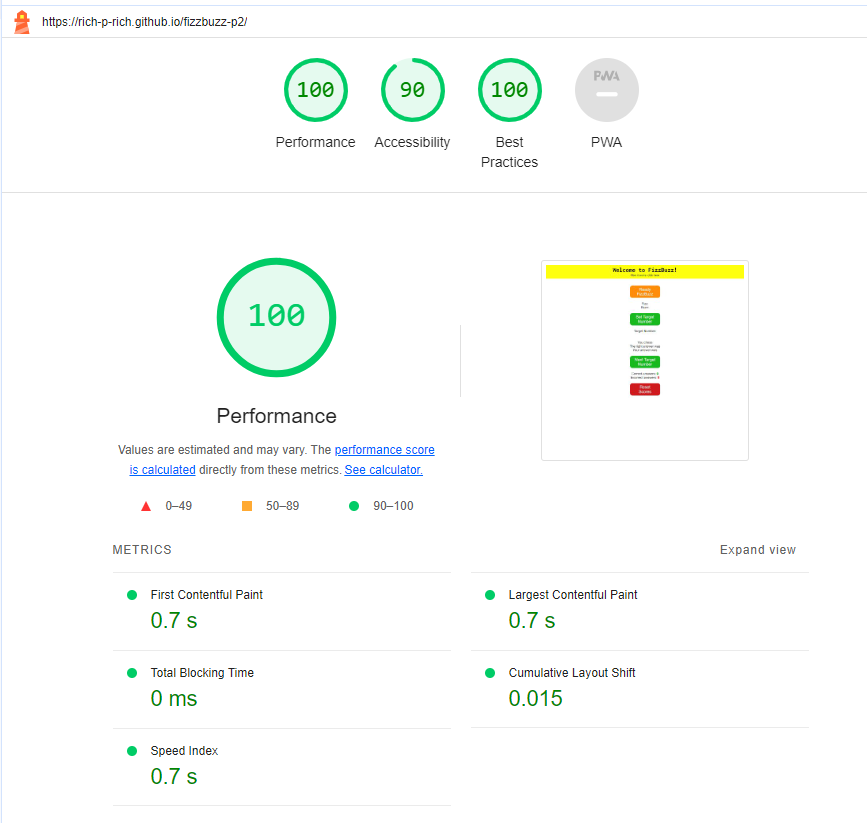 https://rich-p-rich.github.io/fizzbuzz-p2/
100
90
100
PWA
Performance
Accessibility
Best
Practices
PWA
100
Performance
Values are estimated and may vary. The performance score
is calculated directly from these metrics. See calculator.
0–49
50–89
90–100
Welcome to FizzBuzz!
METRICS
Expand view
First Contentful Paint
0.7 s
Largest Contentful Paint
0.7 s
Total Blocking Time
0 ms
Cumulative Layout Shift
0.015
Speed Index
0.7 s